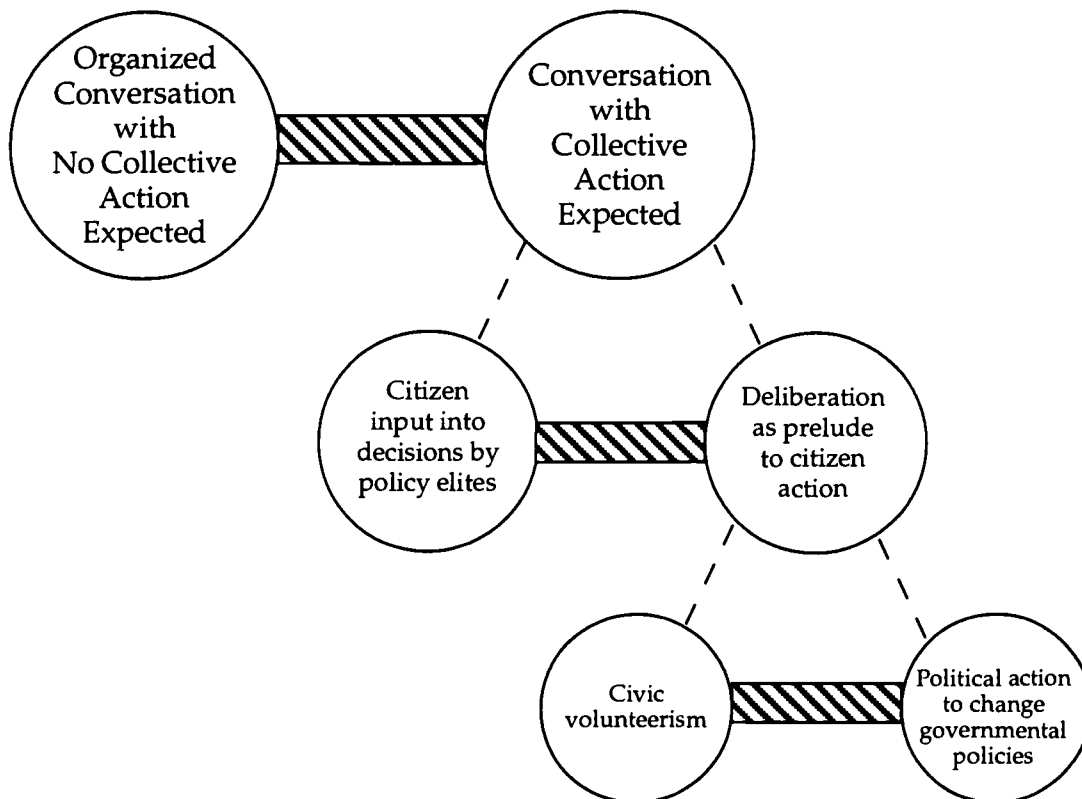 Organized
Conversation
with
No Collective
Action
Expected
Conversation
with
Collective
Action
Expected
Citizen
input into
decisions by
policy elites
Deliberation
as prelude
to citizen
action
Civic
volunteerism
Political action
to change
governmental
policies